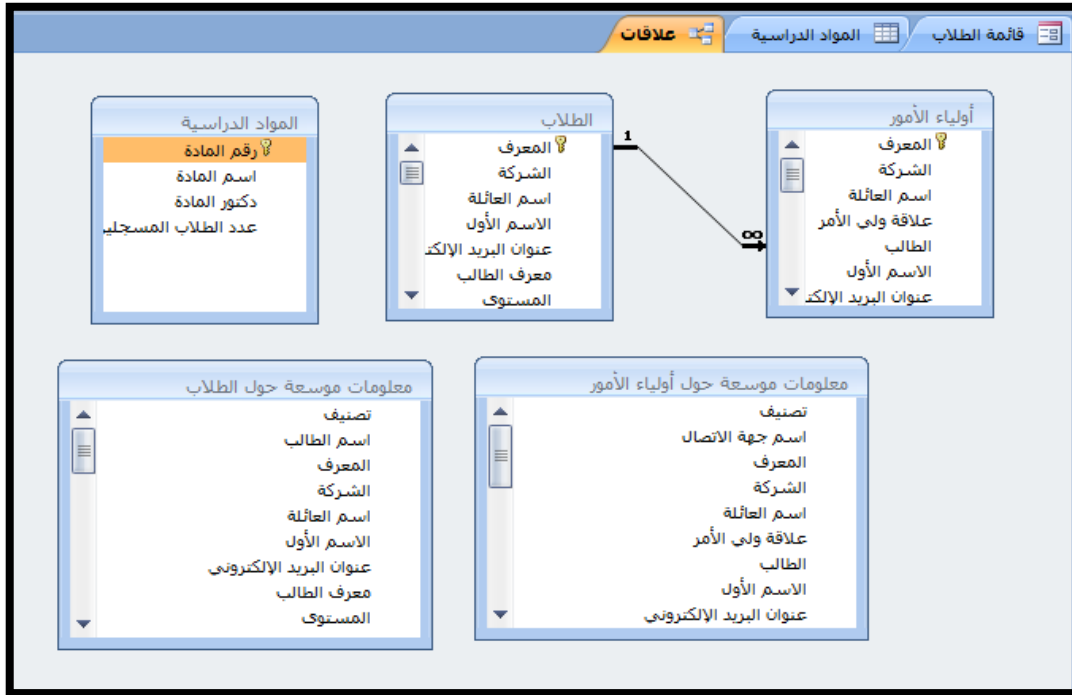 قائمة الطلاب
المواد الدراسية
علاقات
أولياء الأمور
المعرف
الشركة
اسم العائلة
علاقة ولي الأمر
الطالب
الاسم الأول
عنوان البريد الإلكتـ
1
∞
الطلاب
المعرف
الشركة
اسم العائلة
الاسم الأول
عنوان البريد الإلكتـ
معرف الطالب
المستوى
المواد الدراسية
رقم المادة
اسم المادة
دكتور المادة
عدد الطلاب المسجليـ
معلومات موسعة حول أولياء الأمور
تصنيف
اسم جهة الاتصال
المعرف
الشركة
اسم العائلة
علاقة ولي الأمر
الطالب
الاسم الأول
عنوان البريد الإلكتروني
معلومات موسعة حول الطلاب
تصنيف
اسم الطالب
المعرف
الشركة
اسم العائلة
الاسم الأول
عنوان البريد الإلكتروني
معرف الطالب
المستوى